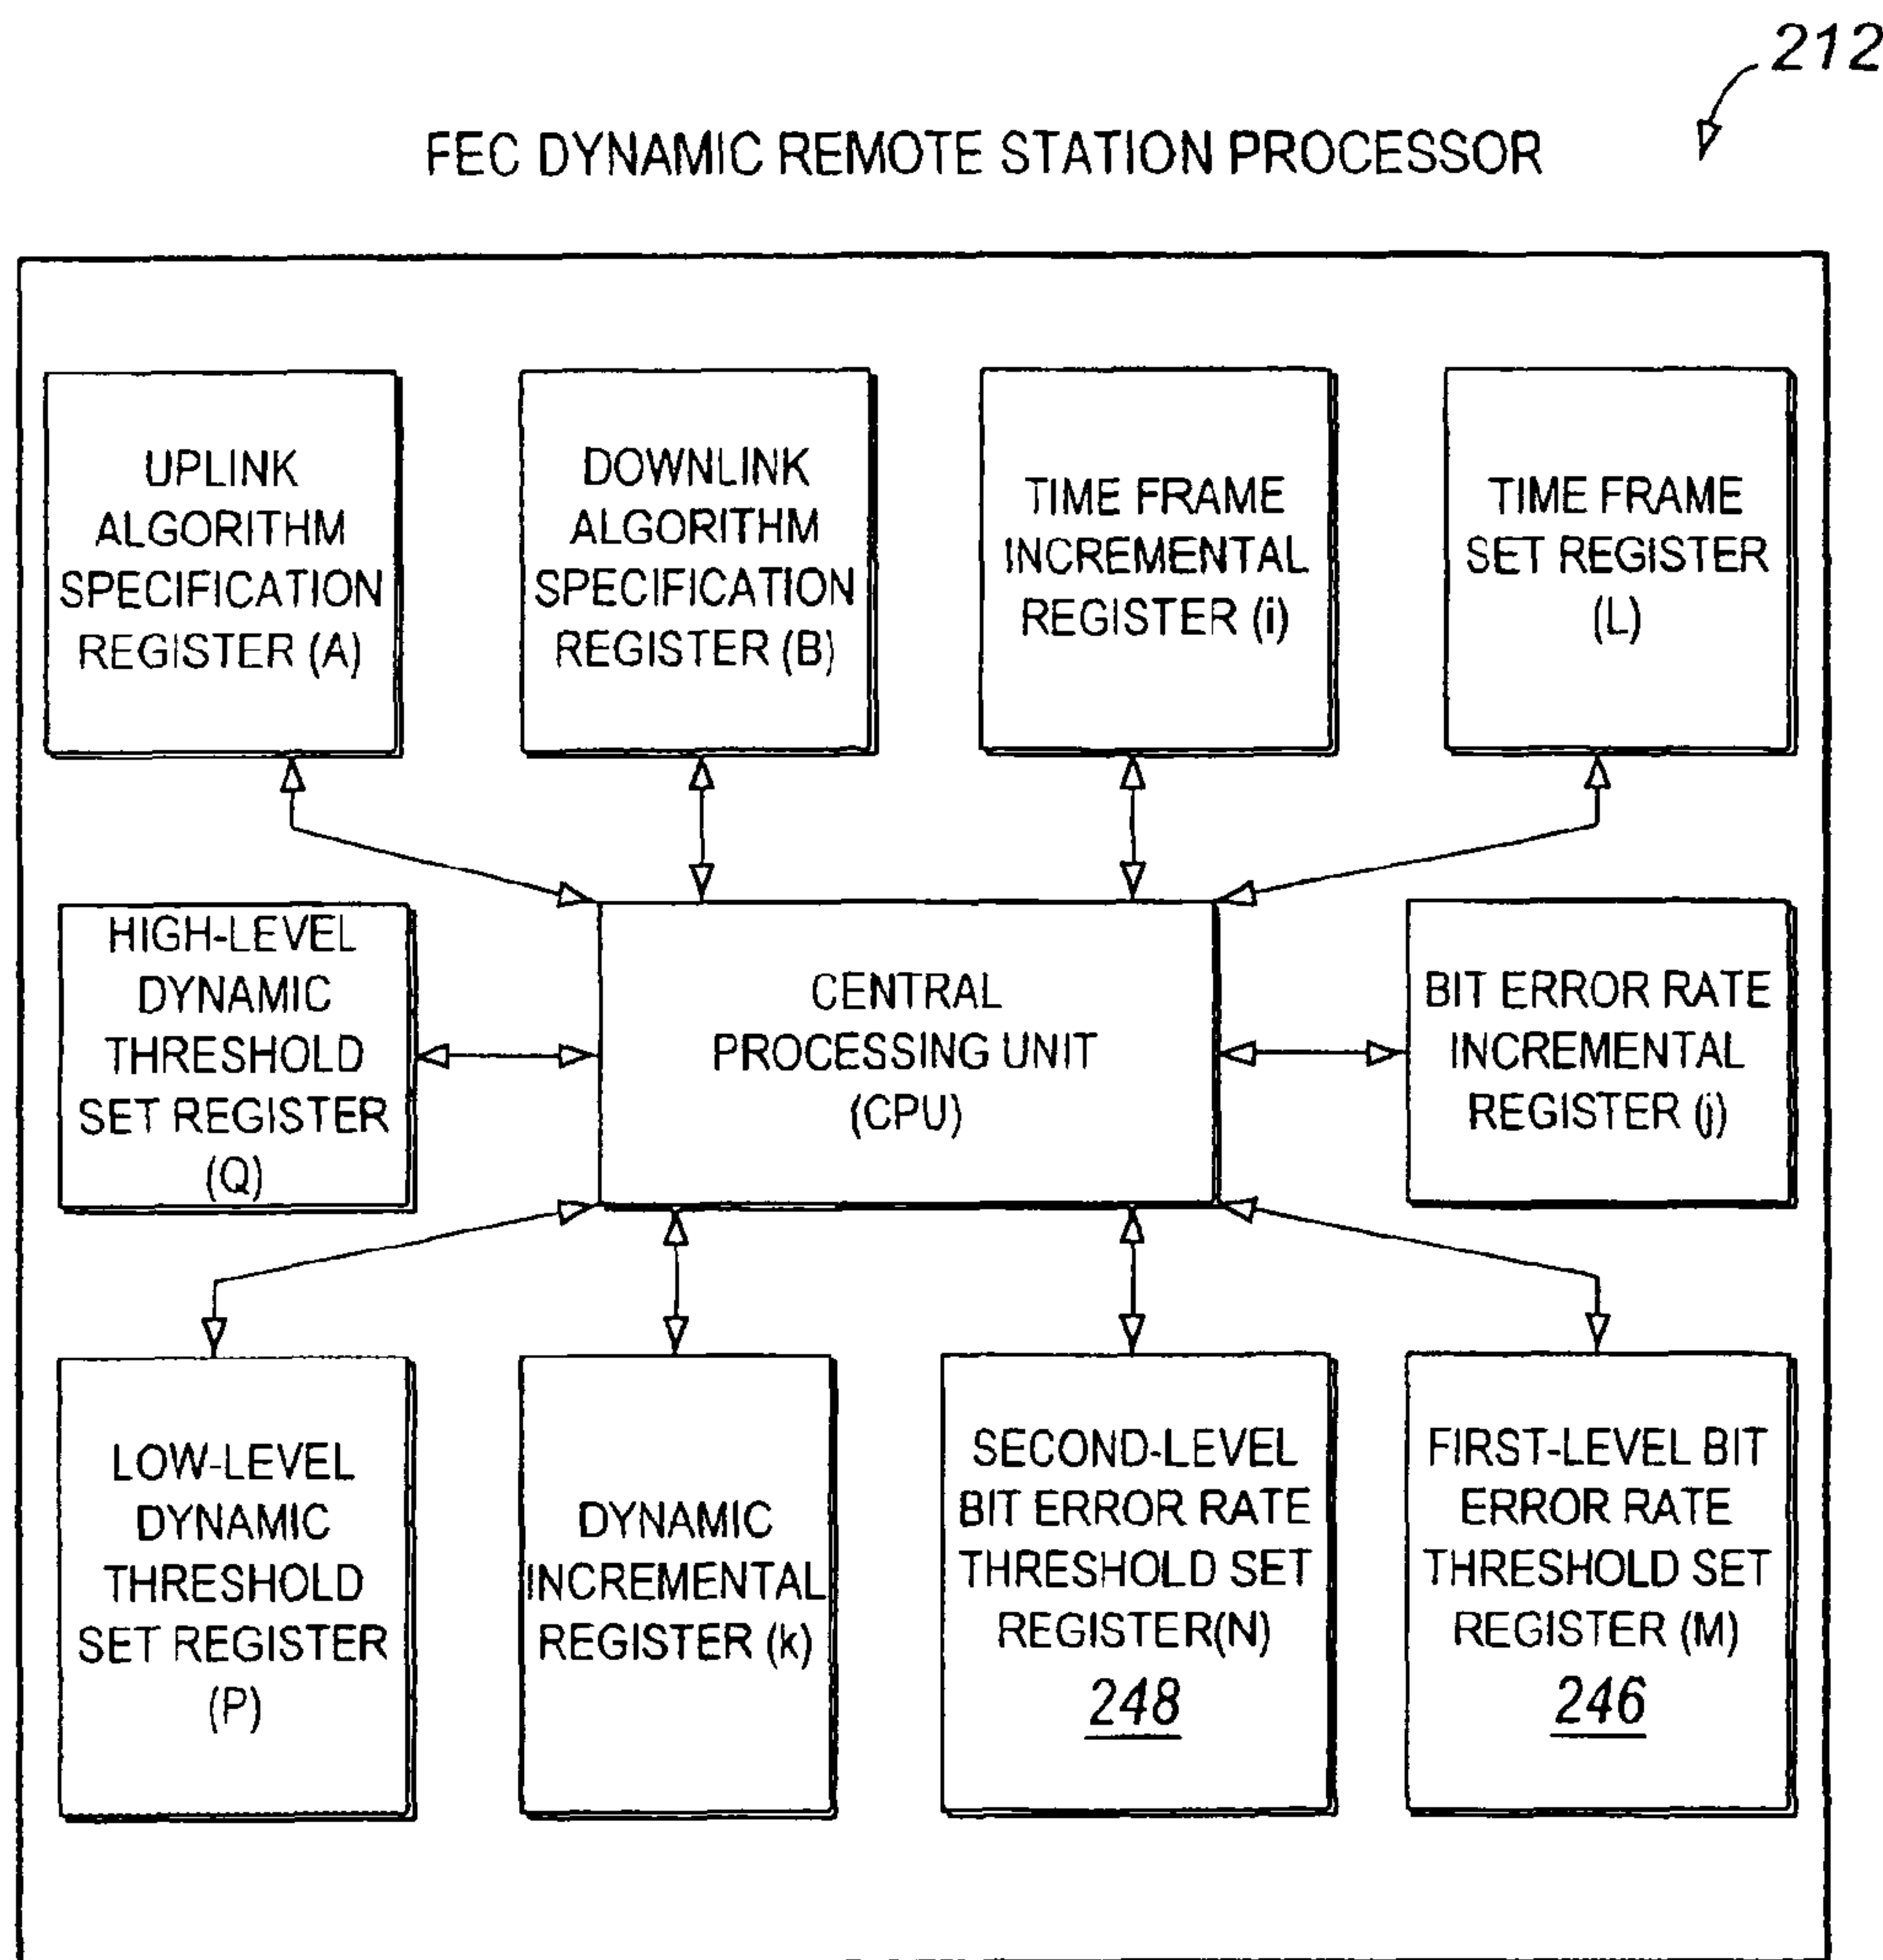 212
FEC DYNAMIC REMOTE STATION PROCESSOR
UPLINK
ALGORITHM
SPECIFICATION
REGISTER (A)
DOWNLINK
ALGORITHM
SPECIFICATION
REGISTER (B)
TIME FRAME
INCREMENTAL
REGISTER (i)
TIME FRAME
SET REGISTER
(L)
HIGH-LEVEL
DYNAMIC
THRESHOLD
SET REGISTER
(Q)
CENTRAL
PROCESSING UNIT
(CPU)
BIT ERROR RATE
INCREMENTAL
REGISTER (j)
LOW-LEVEL
DYNAMIC
THRESHOLD
SET REGISTER
(P)
DYNAMIC
INCREMENTAL
REGISTER (k)
SECOND-LEVEL
BIT ERROR RATE
THRESHOLD SET
REGISTER(N)
248
FIRST-LEVEL BIT
ERROR RATE
THRESHOLD SET
REGISTER (M)
246